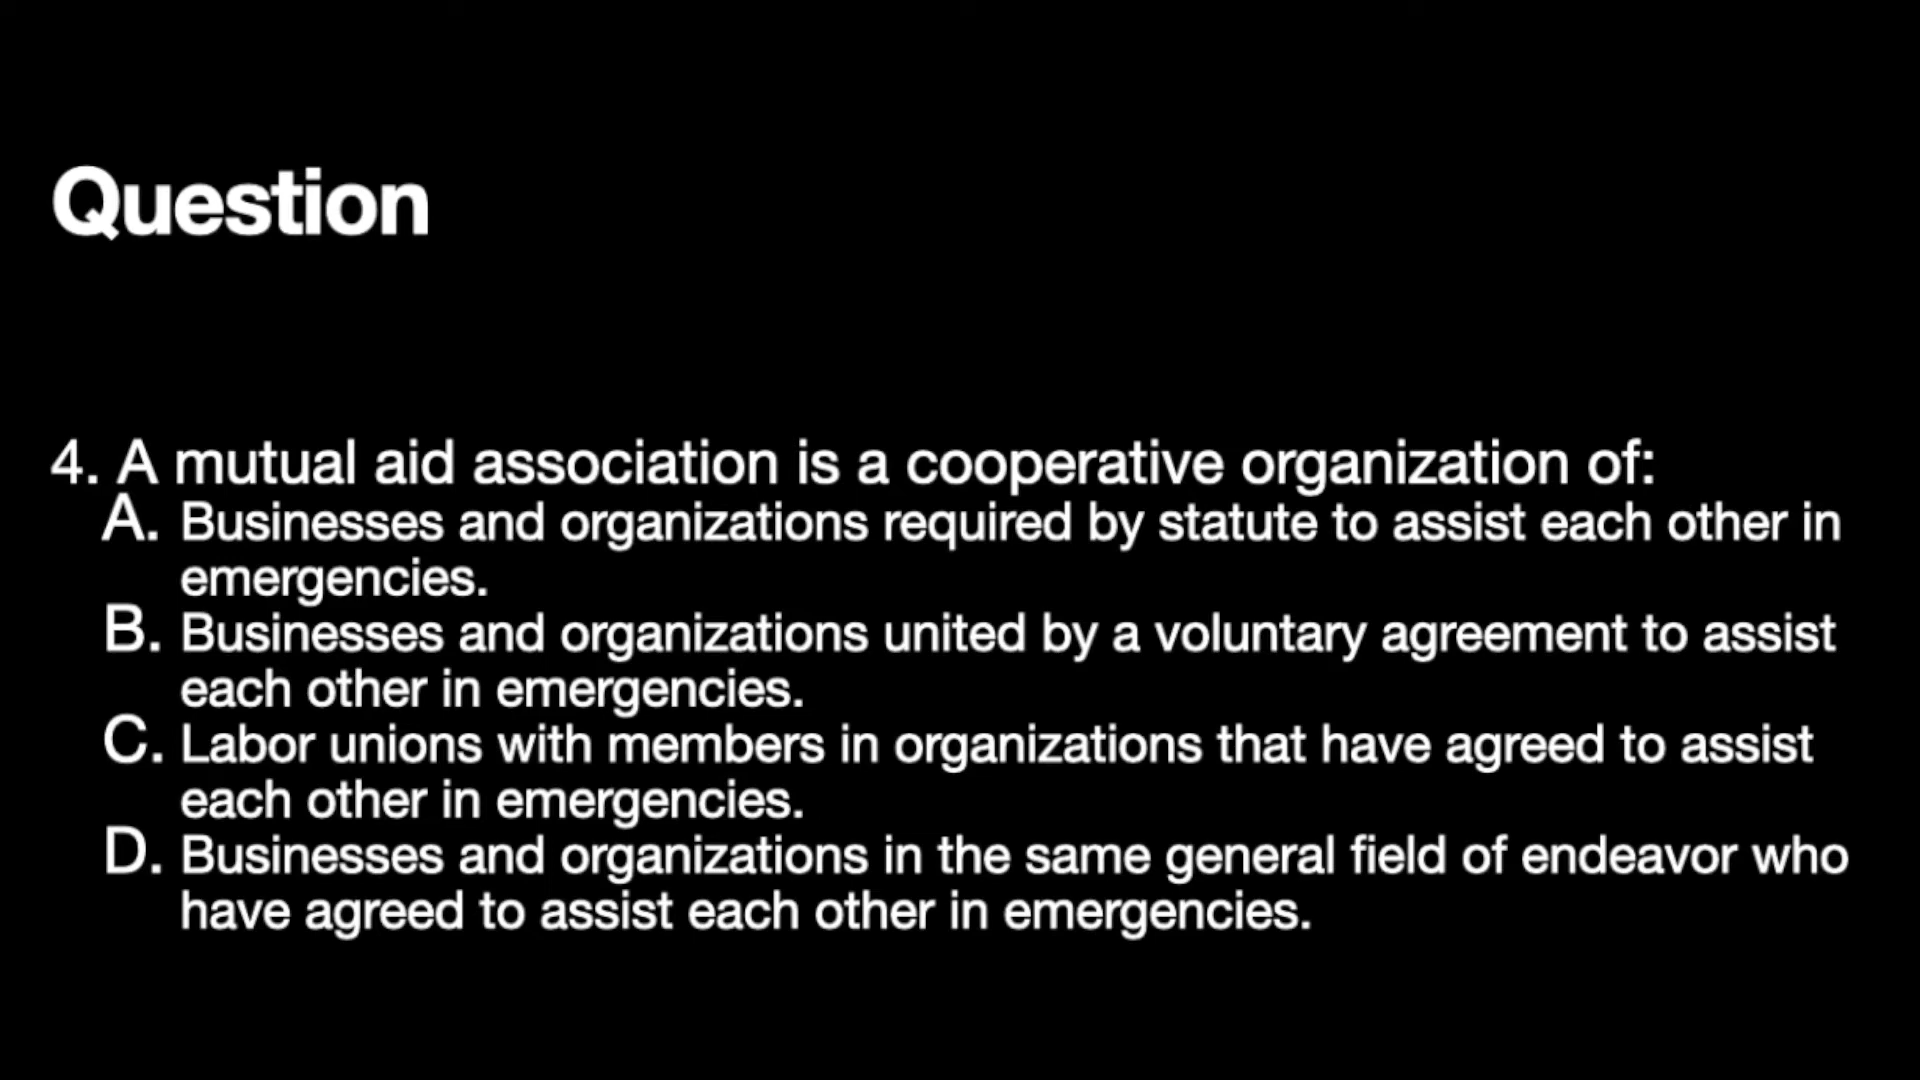 Question
4. A mutual aid association is a cooperative organization of:
A. Businesses and organizations required by statute to assist each other in
emergencies.
B. Businesses and organizations united by a voluntary agreement to assist
each other in emergencies.
C. Labor unions with members in organizations that have agreed to assist
each other in emergencies.
D. Businesses and organizations in the same general field of endeavor who
have agreed to assist each other in emergencies.